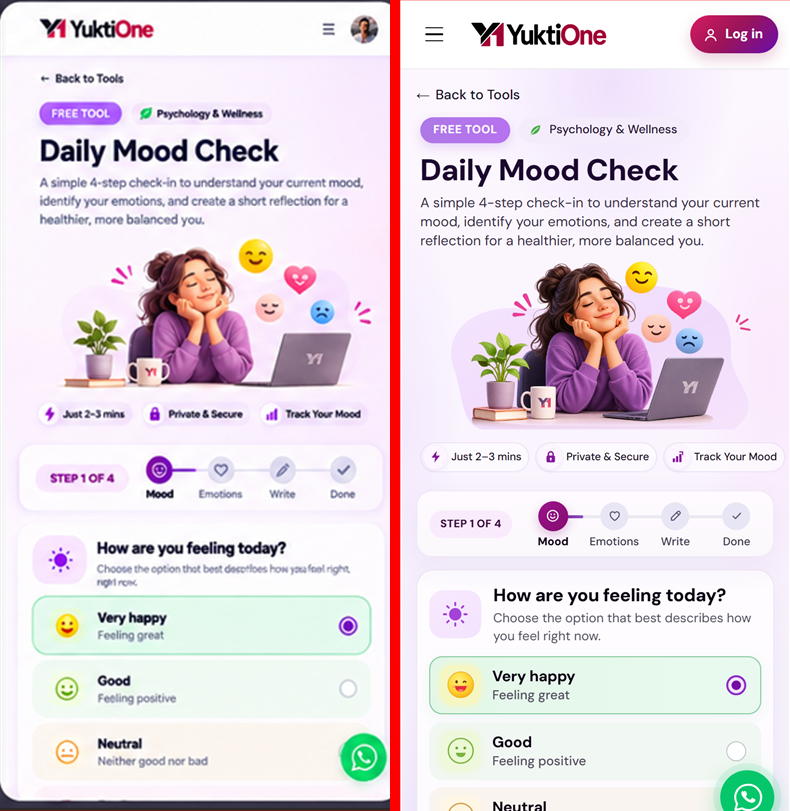 YuktiOne
← Back to Tools
FREE TOOL
Psychology & Wellness
Daily Mood Check
A simple 4-step check-in to understand your current mood,
identify your emotions, and create a short reflection for a
healthier, more balanced you.
Y1
Y1
Just 2–3 mins
Private & Secure
Track Your Mood
STEP 1 OF 4
Mood
Emotions
Write
Done
How are you feeling today?
Choose the option that best describes how you feel right,
right now.
Very happy
Feeling great
Good
Feeling positive
Neutral
Neither good nor bad
YuktiOne
Log in
← Back to Tools
FREE TOOL
Psychology & Wellness
Daily Mood Check
A simple 4-step check-in to understand your current
mood, identify your emotions, and create a short
reflection for a healthier, more balanced you.
Y1
Y1
Just 2–3 mins
Private & Secure
Track Your Mood
STEP 1 OF 4
Mood
Emotions
Write
Done
How are you feeling today?
Choose the option that best describes how
you feel right now.
Very happy
Feeling great
Good
Feeling positive
Neutral